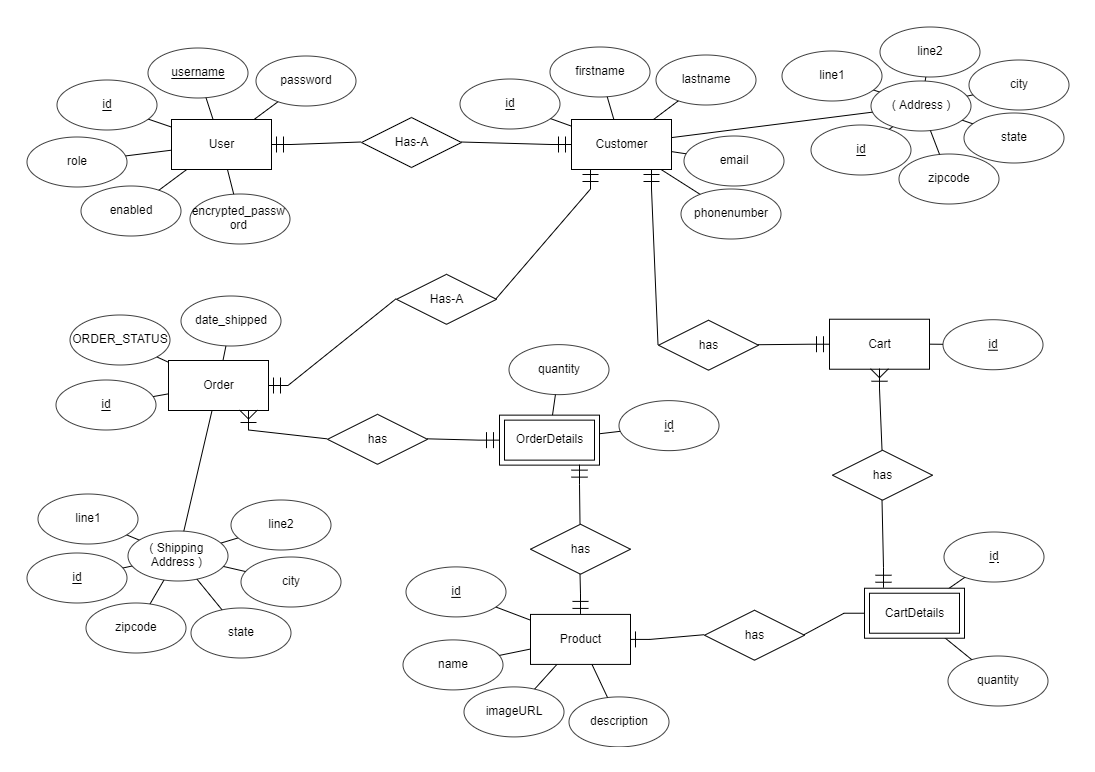 username
password
id
User
role
enabled
encrypted_passw
ord
Has-A
firstname
lastname
id
Customer
email
phonenumber
line2
line1
city
( Address )
state
id
zipcode
Has-A
date_shipped
ORDER_STATUS
Order
id
has
Cart
id
quantity
id
has
OrderDetails
has
line1
line2
( Shipping
Address )
id
city
zipcode
state
has
id
id
Product
has
CartDetails
name
imageURL
description
quantity